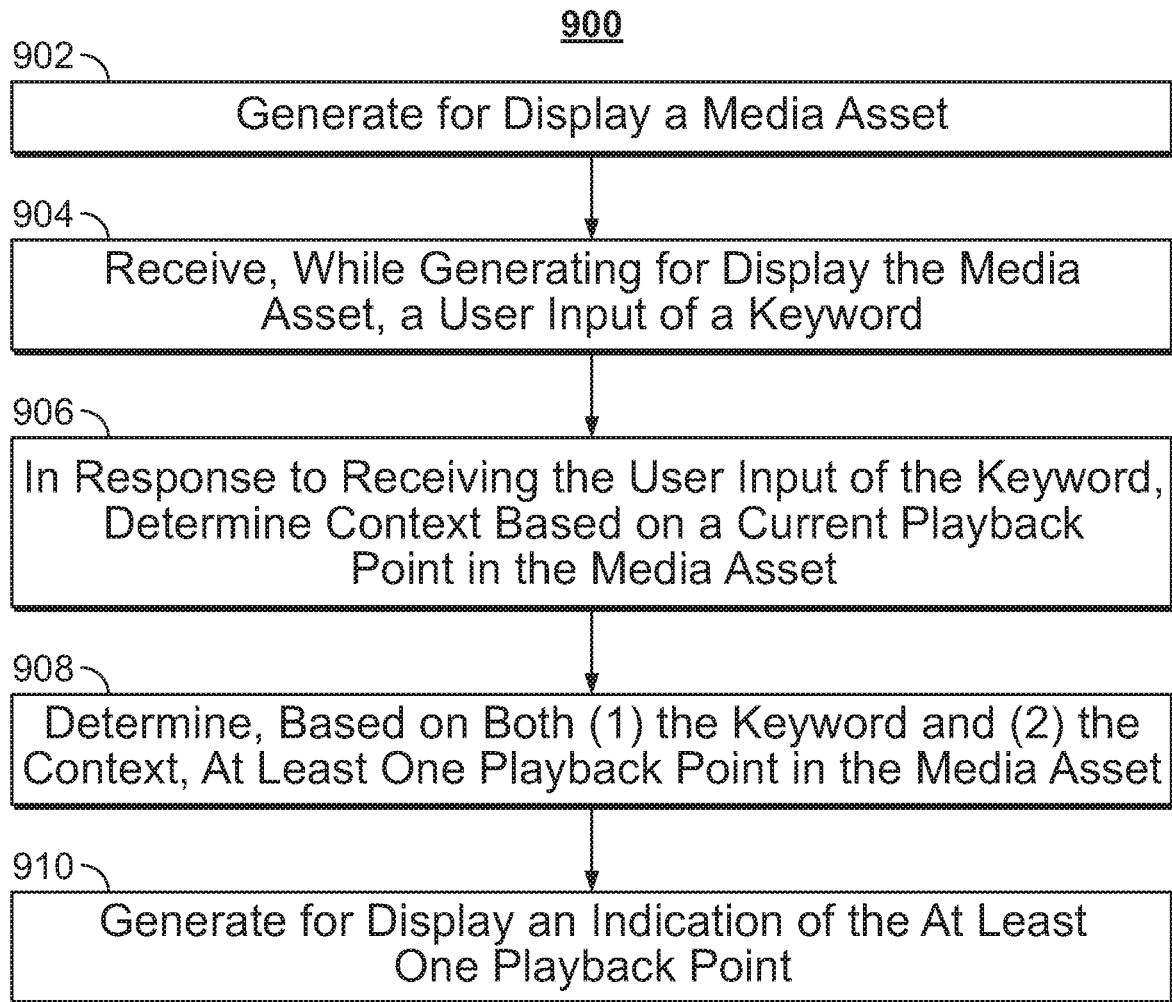 900
902
Generate for Display a Media Asset
904
Receive, While Generating for Display the Media
Asset, a User Input of a Keyword
906
In Response to Receiving the User Input of the Keyword,
Determine Context Based on a Current Playback
Point in the Media Asset
908
Determine, Based on Both (1) the Keyword and (2) the
Context, At Least One Playback Point in the Media Asset
910
Generate for Display an Indication of the At Least
One Playback Point